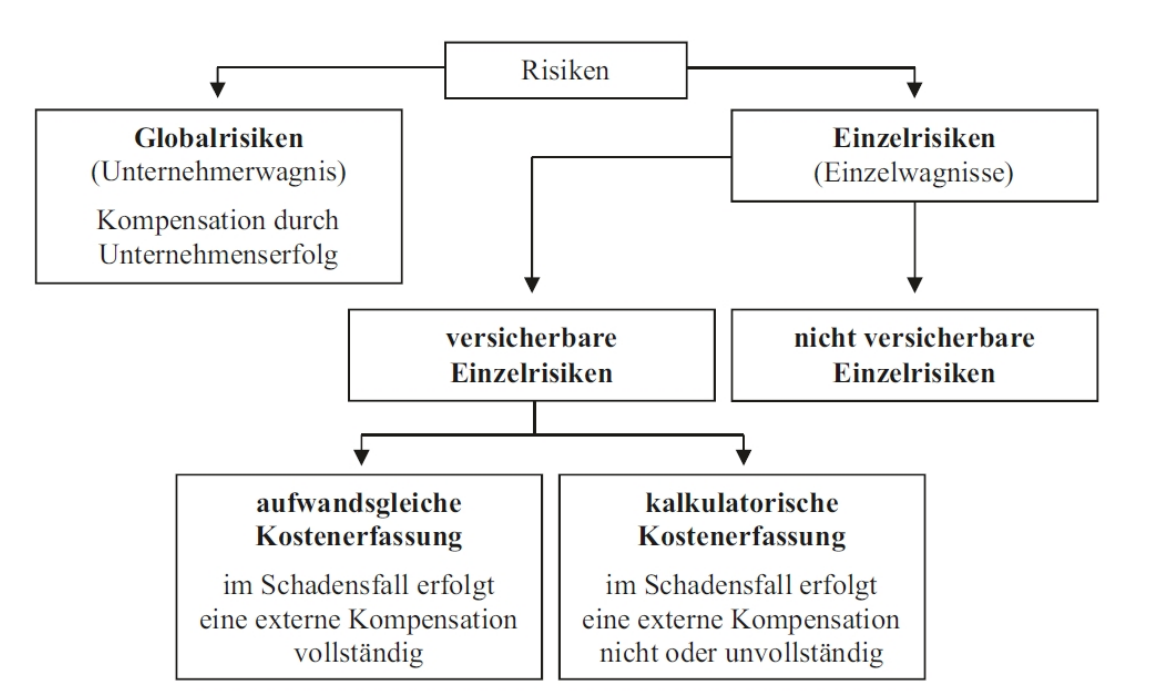 Risiken
Globalrisiken
(Unternehmerwagnis)
Kompensation durch
Unternehmenserfolg
Einzelrisiken
(Einzelwagnisse)
versicherbare
Einzelrisiken
nicht versicherbare
Einzelrisiken
aufwandsgleiche
Kostenerfassung
im Schadensfall erfolgt
eine externe Kompensation
vollständig
kalkulatorische
Kostenerfassung
im Schadensfall erfolgt
eine externe Kompensation
nicht oder unvollständig